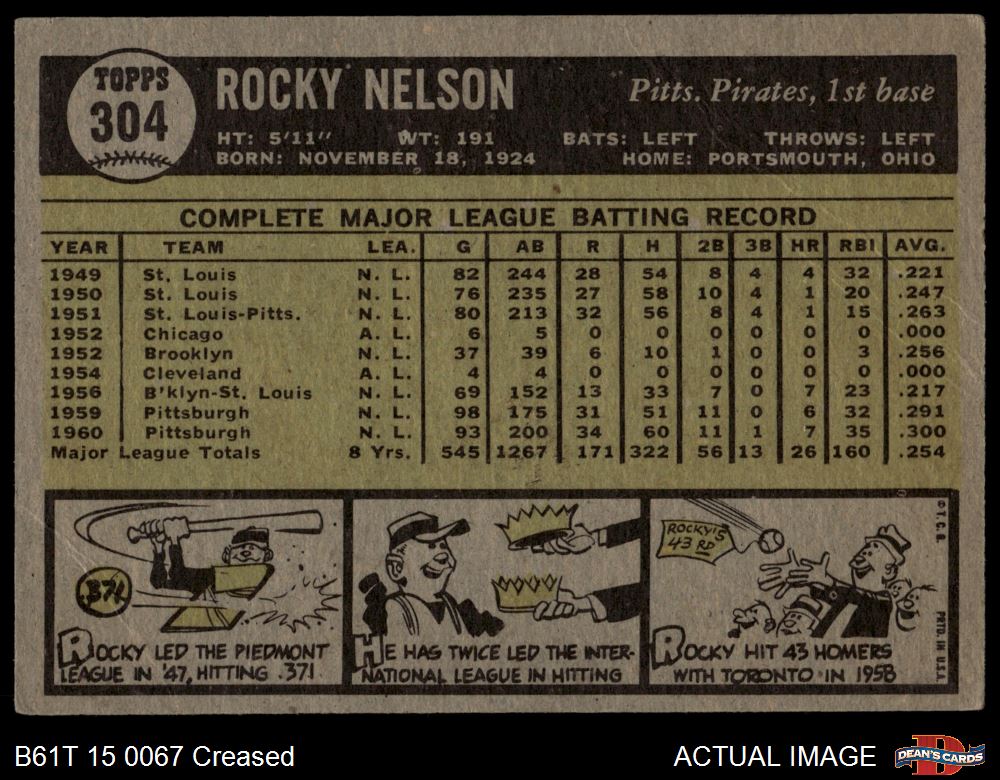 TOPPS
304
ROCKY NELSON
Pitts. Pirates, 1st base
HT: 5'11" WT: 191 BATS: LEFT THROWS: LEFT
BORN: NOVEMBER 18, 1924 HOME: PORTSMOUTH, OHIO
COMPLETE MAJOR LEAGUE BATTING RECORD
YEAR TEAM LEA. G AB R H 2B 3B HR RBI AVG.
1949 St. Louis N. L. 82 244 28 54 8 4 4 32 .221
1950 St. Louis N. L. 76 235 27 58 10 4 1 20 .247
1951 St. Louis-Pitts. N. L. 80 213 32 56 8 4 1 15 .263
1952 Chicago A. L. 6 5 0 0 0 0 0 0 .000
1952 Brooklyn N. L. 37 39 6 10 1 0 0 3 .256
1954 Cleveland A. L. 4 4 0 0 0 0 0 0 .000
1956 B'klyn-St. Louis N. L. 69 152 13 33 7 0 7 23 .217
1959 Pittsburgh N. L. 98 175 31 51 11 0 6 32 .291
1960 Pittsburgh N. L. 93 200 34 60 11 1 7 35 .300
Major League Totals 8 Yrs. 545 1267 171 322 56 13 26 160 .254
.371
ROCKY LED THE PIEDMONT
LEAGUE IN '47, HITTING .371
HE HAS TWICE LED THE INTER-
NATIONAL LEAGUE IN HITTING
ROCKY'S
43RD
ROCKY HIT 43 HOMERS
WITH TORONTO IN 1958
© T. C. G.
PRTD. IN U.S.A.
B61T 15 0067 Creased
ACTUAL IMAGE
D
DEAN'S CARDS